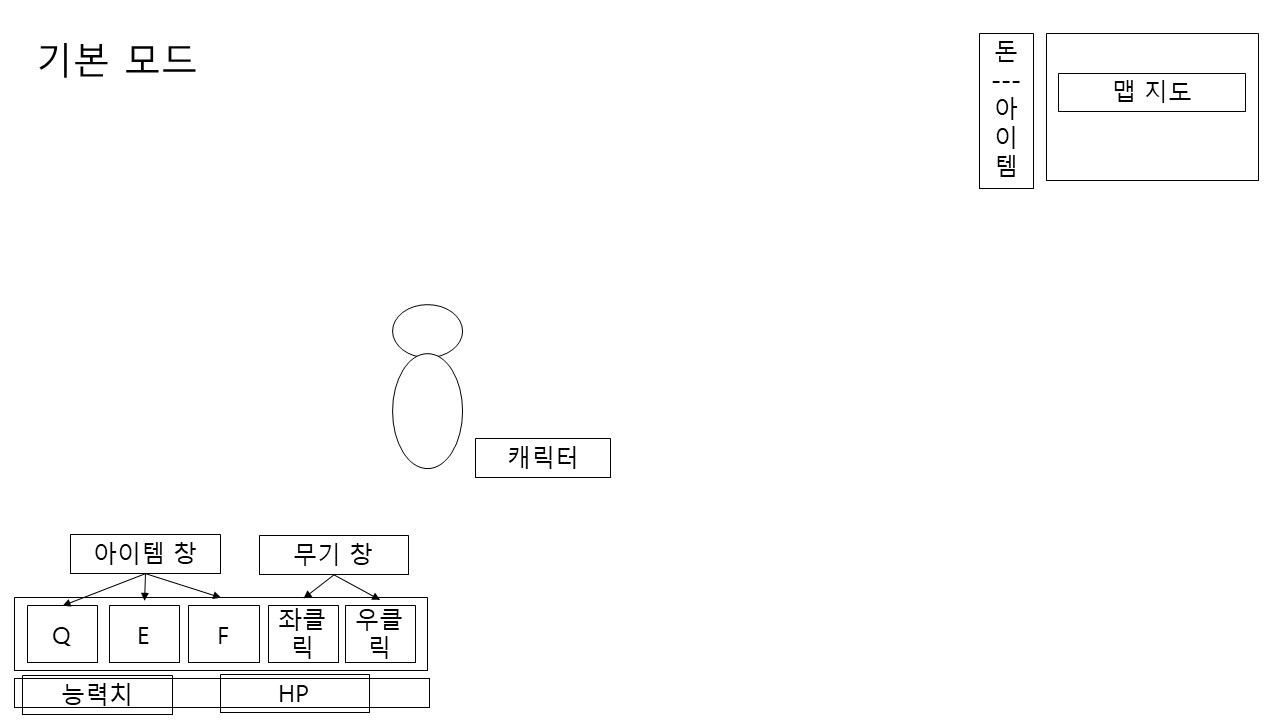 기본 모드
돈
---
아
이
템
맵 지도
캐릭터
아이템 창
무기 창
Q
E
F
좌클
릭
우클
릭
능력치
HP